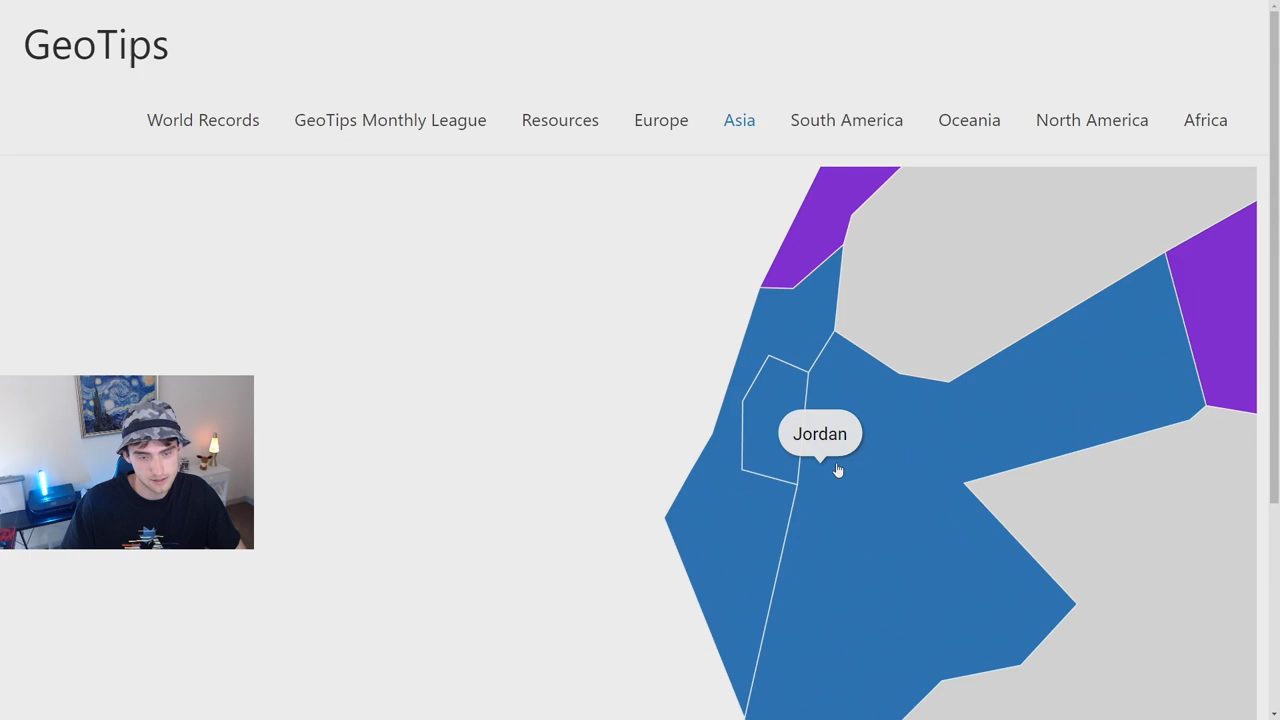 GeoTips
World Records GeoTips Monthly League Resources Europe Asia South America Oceania North America Africa
Jordan